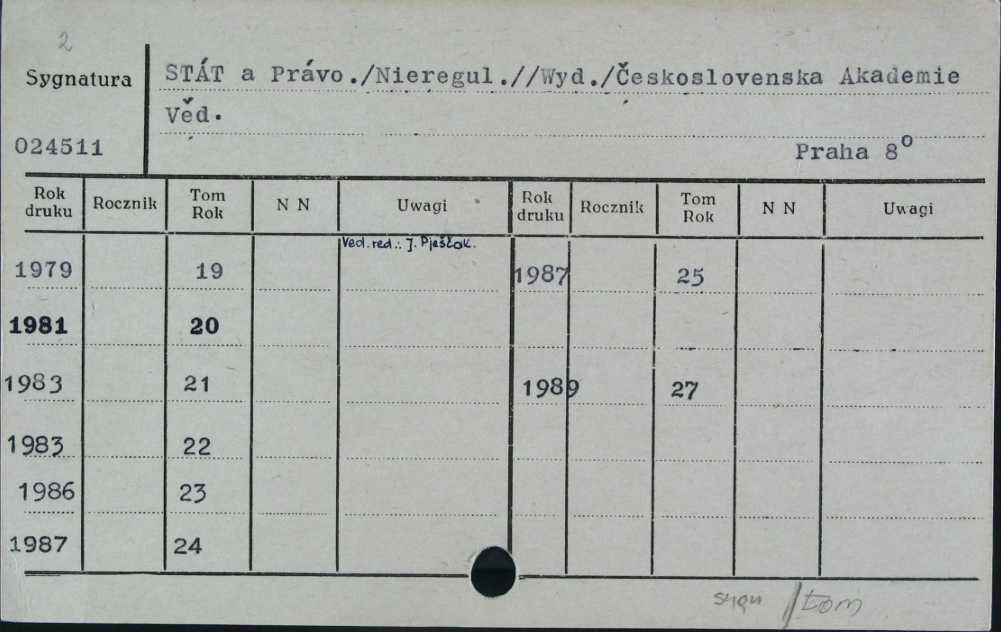 2
Sygnatura
STÁT a Právo./Nieregul.//Wyd./Československa Akademie
Věd.
024511
Praha 8o
Rok druku Rocznik Tom Rok N N Uwagi Rok druku Rocznik Tom Rok N N Uwagi
Ved. red.: J. Pješčak.
1979 19 1987 25
1981 20
1983 21 1989 27
1983 22
1986 23
1987 24
sygn /tom